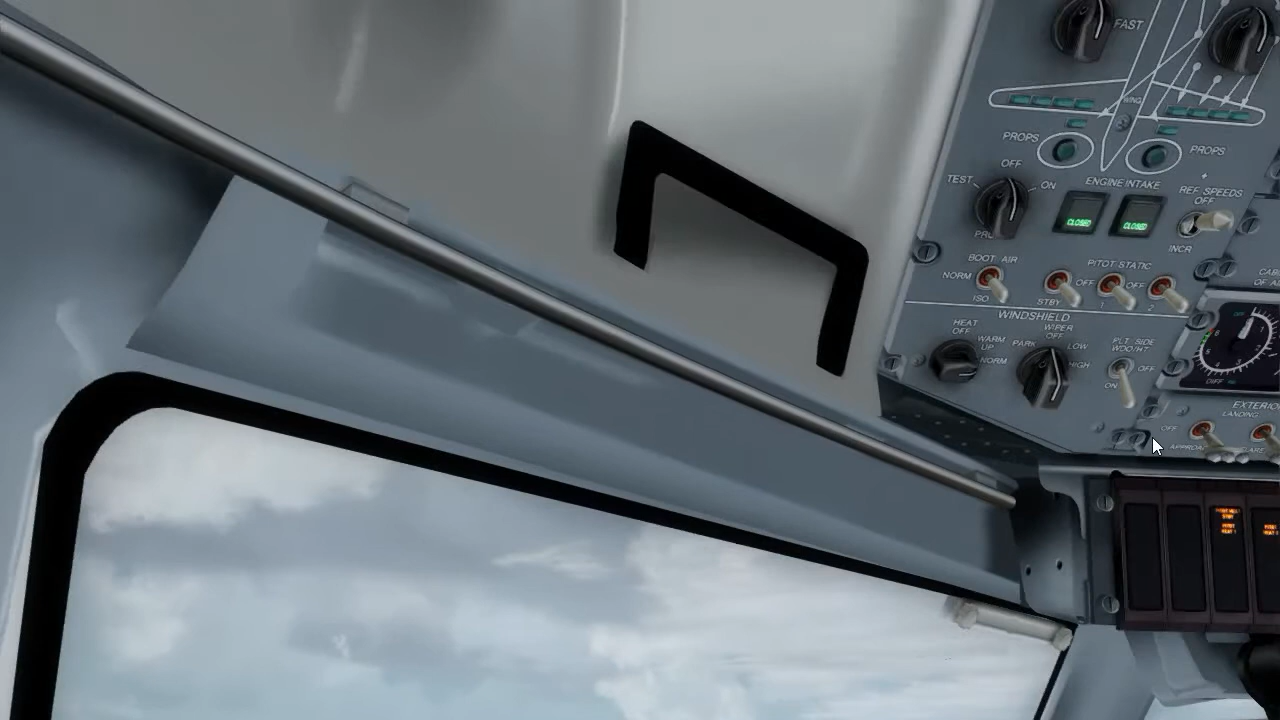 FAST
WING
PROPS
PROPS
OFF
TEST
ON
ENGINE INTAKE
REF SPEEDS
OFF
CLOSED
CLOSED
INCR
BOOT AIR
PITOT STATIC
NORM
OFF
OFF
ISO
STBY
1
2
WINDSHIELD
HEAT
OFF
WIPER
OFF
PLT SIDE
WDO/HT
WARM
UP
PARK
LOW
NORM
HIGH
OFF
ON
DIFF
EXTERIOR
LANDING
OFF
APPROA
FLARE